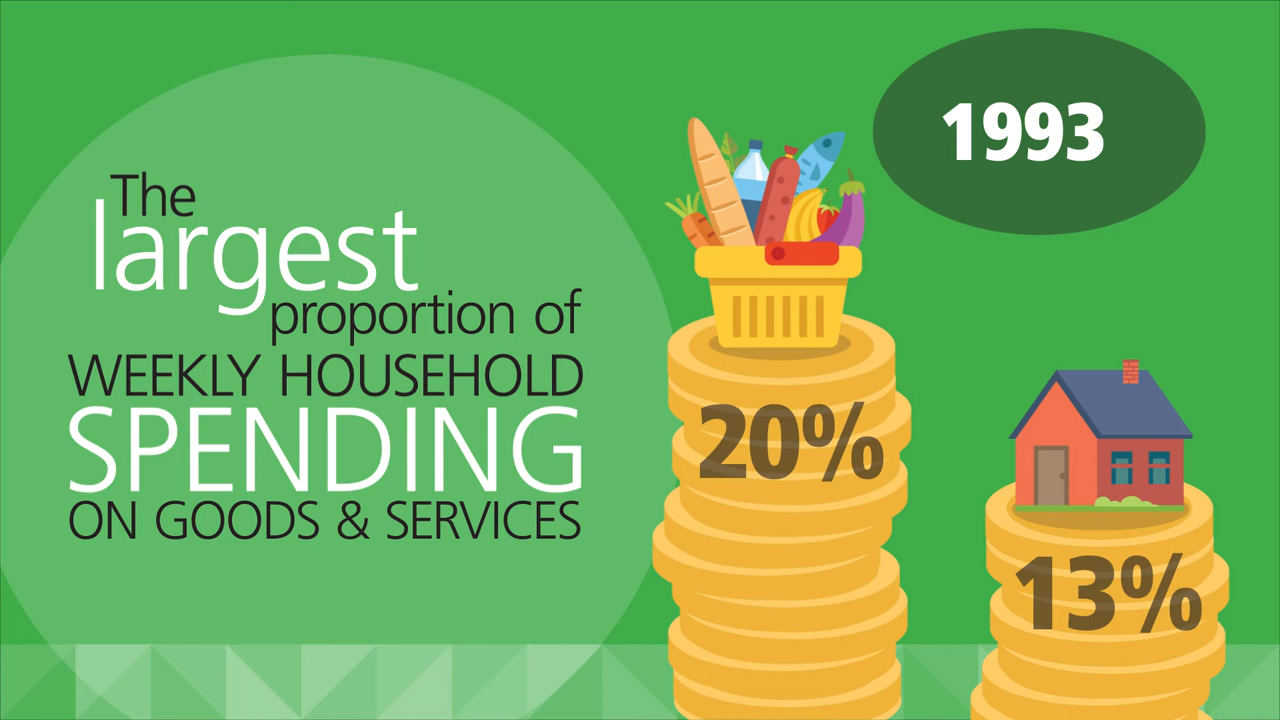 The
largest
proportion of
WEEKLY HOUSEHOLD
SPENDING
ON GOODS & SERVICES
1993
20%
13%